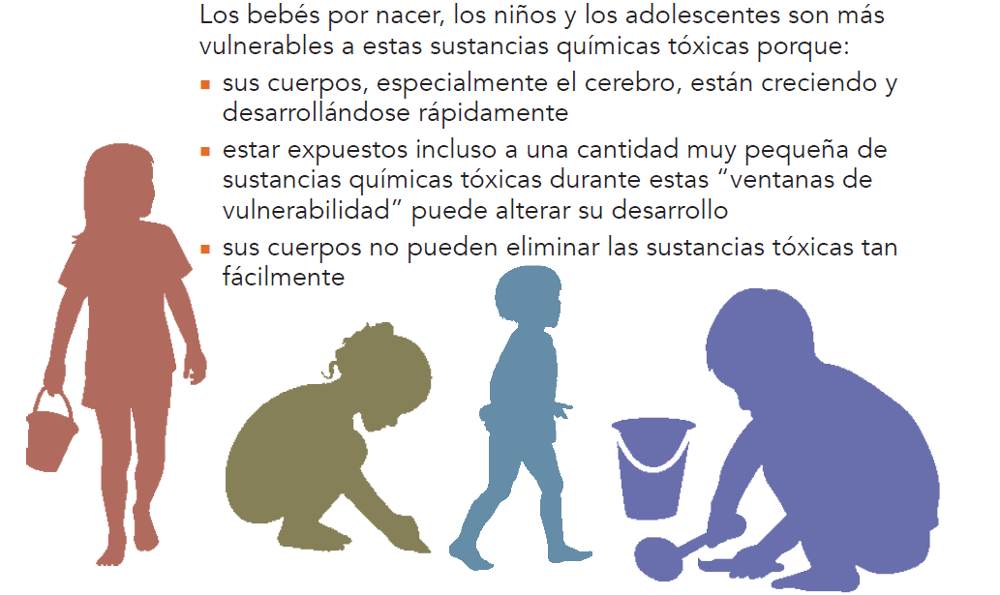 Los bebés por nacer, los niños y los adolescentes son más
vulnerables a estas sustancias químicas tóxicas porque:
▪ sus cuerpos, especialmente el cerebro, están creciendo y
desarrollándose rápidamente
▪ estar expuestos incluso a una cantidad muy pequeña de
sustancias químicas tóxicas durante estas “ventanas de
vulnerabilidad” puede alterar su desarrollo
▪ sus cuerpos no pueden eliminar las sustancias tóxicas tan
fácilmente